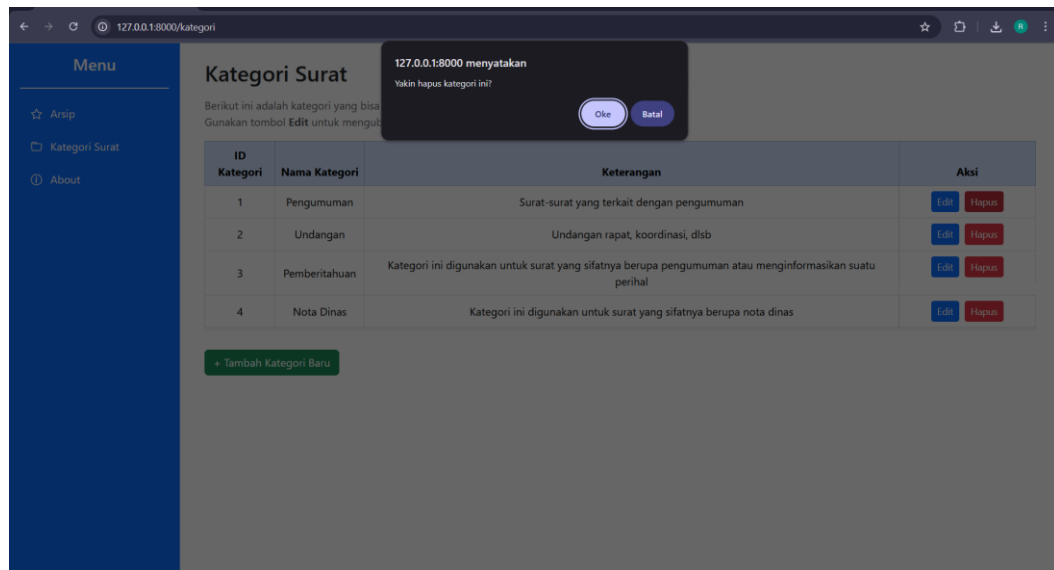 127.0.0.1:8000/kategori
R
Menu
Arsip
Kategori Surat
About
Kategori Surat
Berikut ini adalah kategori yang bisa
Gunakan tombol Edit untuk mengub
127.0.0.1:8000 menyatakan
Yakin hapus kategori ini?
Oke Batal
ID Kategori Nama Kategori Keterangan Aksi
1 Pengumuman Surat-surat yang terkait dengan pengumuman Edit Hapus
2 Undangan Undangan rapat, koordinasi, dlsb Edit Hapus
3 Pemberitahuan Kategori ini digunakan untuk surat yang sifatnya berupa pengumuman atau menginformasikan suatu
perihal Edit Hapus
4 Nota Dinas Kategori ini digunakan untuk surat yang sifatnya berupa nota dinas Edit Hapus
+ Tambah Kategori Baru